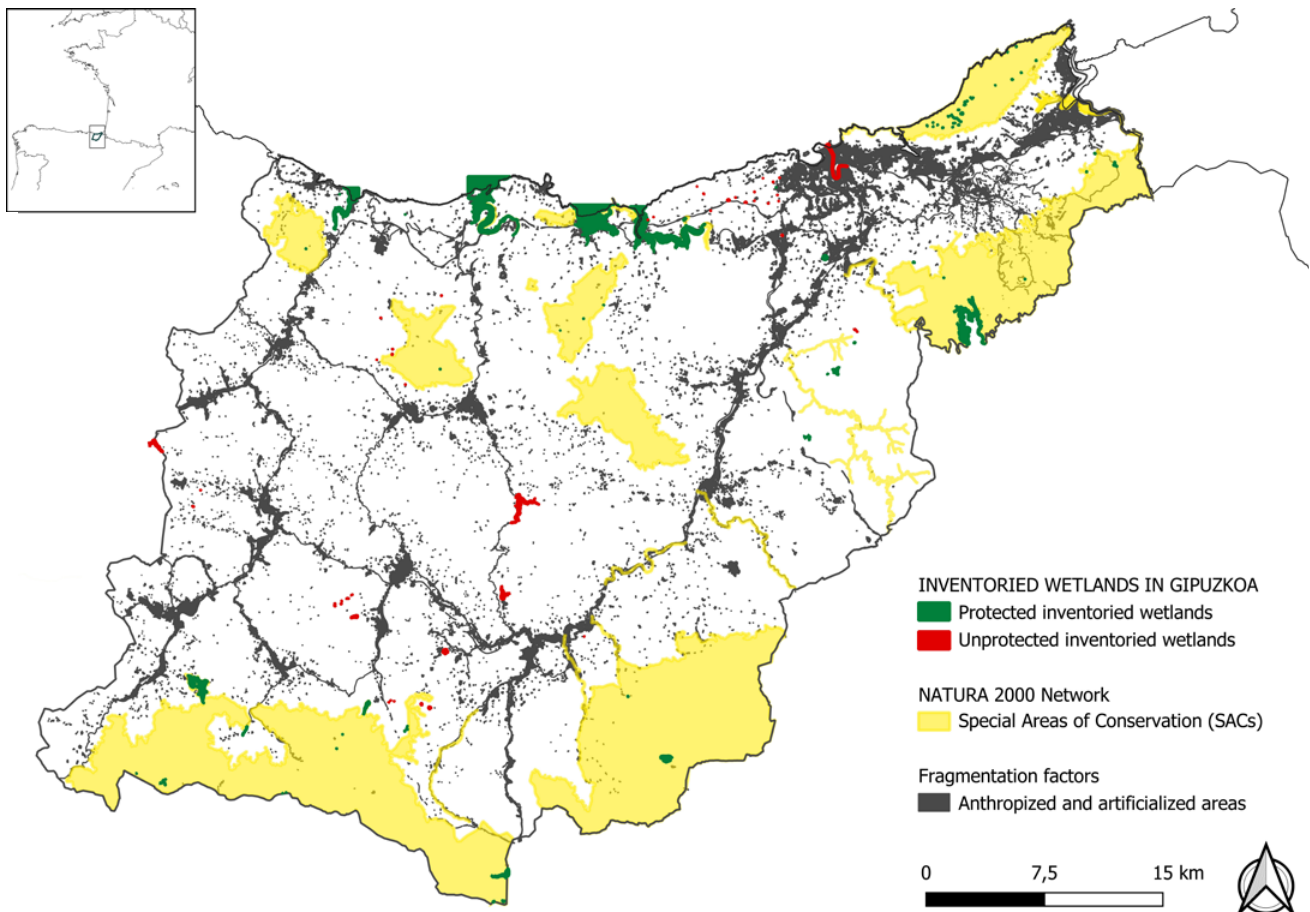 INVENTORIED WETLANDS IN GIPUZKOA
Protected inventoried wetlands
Unprotected inventoried wetlands
NATURA 2000 Network
Special Areas of Conservation (SACs)
Fragmentation factors
Anthropized and artificialized areas
0 7,5 15 km